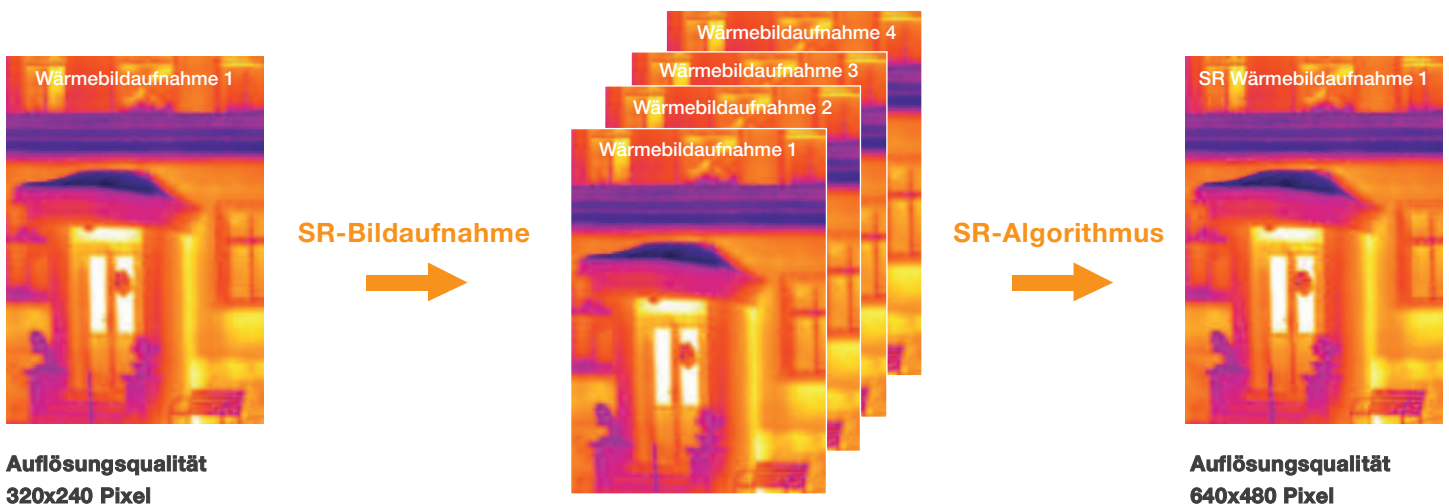 Wärmebildaufnahme 1
Auflösungsqualität
320x240 Pixel
SR-Bildaufnahme
Wärmebildaufnahme 4
Wärmebildaufnahme 3
Wärmebildaufnahme 2
Wärmebildaufnahme 1
SR-Algorithmus
SR Wärmebildaufnahme 1
Auflösungsqualität
640x480 Pixel